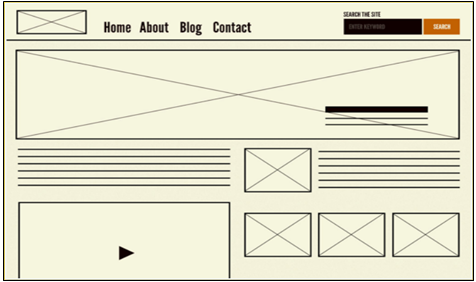 SEARCH THE SITE
Home About Blog Contact
ENTER KEYWORD
SEARCH